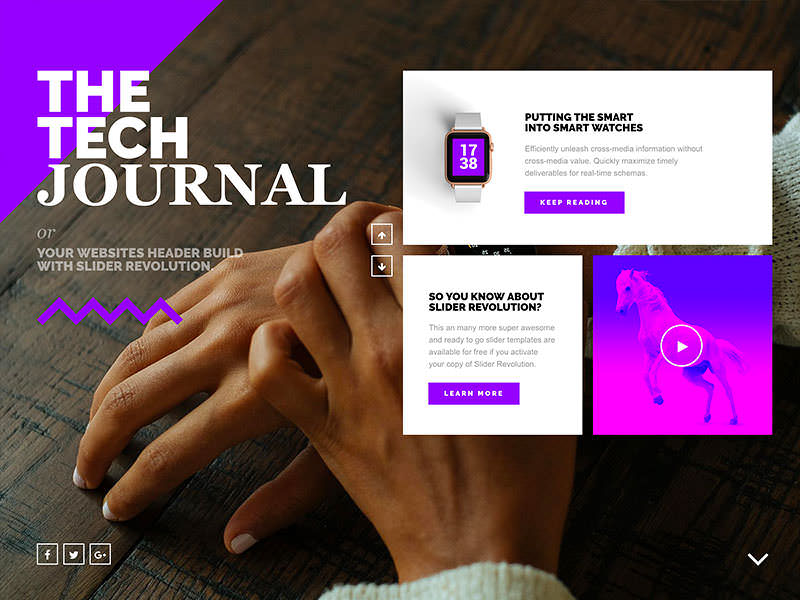 THE
TECH
JOURNAL
or
YOUR WEBSITES HEADER BUILD
WITH SLIDER REVOLUTION.
17
38
PUTTING THE SMART
INTO SMART WATCHES
Efficiently unleash cross-media information without
cross-media value. Quickly maximize timely
deliverables for real-time schemas.
KEEP READING
SO YOU KNOW ABOUT
SLIDER REVOLUTION?
This an many more super awesome
and ready to go slider templates are
available for free if you activate
your copy of Slider Revolution.
LEARN MORE
f
G+